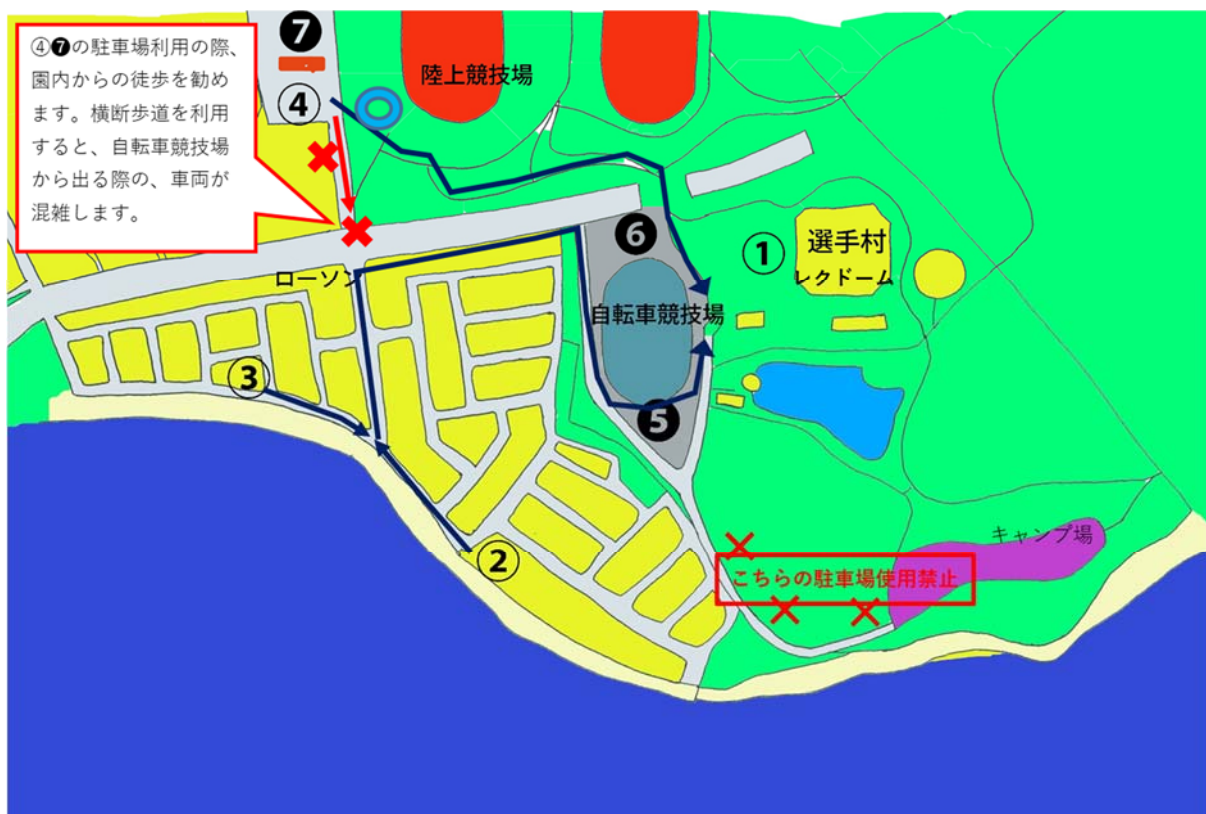 ④❼の駐車場利用の際、
園内からの徒歩を勧め
ます。横断歩道を利用
すると、自転車競技場
から出る際の、車両が
混雑します。
❼
④
陸上競技場
❻
①
選手村
レクドーム
ローソン
自転車競技場
③
❺
②
キャンプ場
こちらの駐車場使用禁止